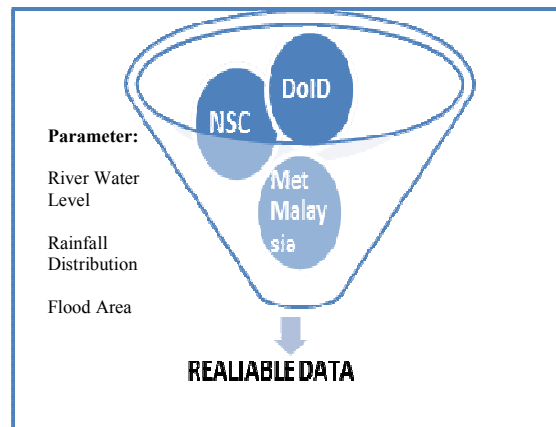 DoID
NSC
Met
Malay
sia
Parameter:
River Water
Level
Rainfall
Distribution
Flood Area
REALIABLE DATA